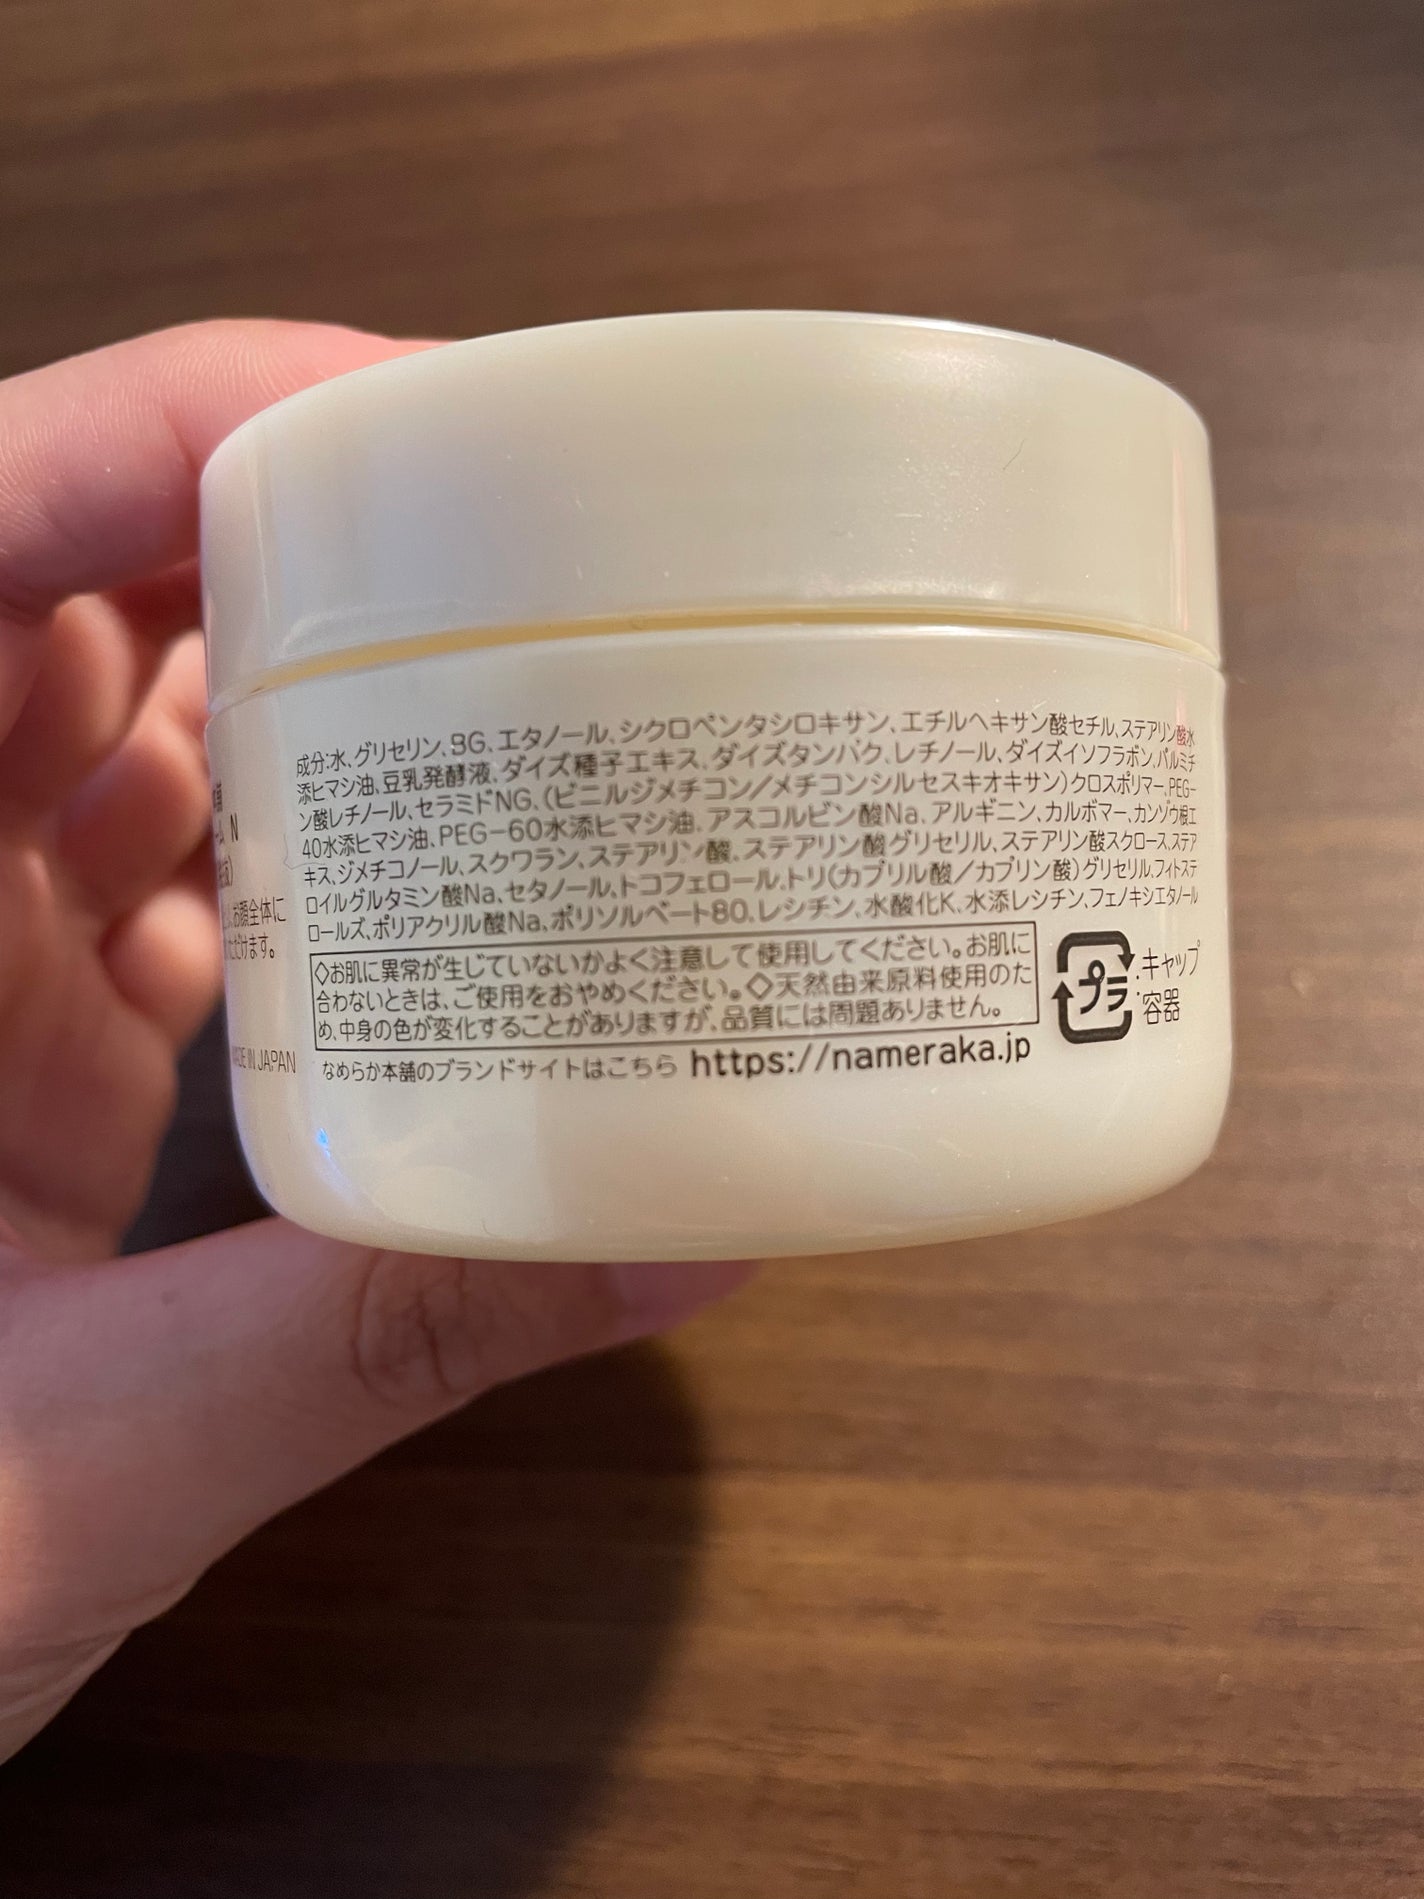 成分:水、グリセリン、BG、エタノール、シクロペンタシロキサン、エチルヘキサン酸セチル、ステアリン酸水
添ヒマシ油、豆乳発酵液、ダイズ種子エキス、ダイズタンパク、レチノール、ダイズイソフラボン、パルミチ
ン酸レチノール、セラミドNG、(ビニルジメチコン/メチコンシルセスキオキサン)クロスポリマー、PEG-
40水添ヒマシ油、PEG-60水添ヒマシ油、アスコルビン酸Na、アルギニン、カルボマー、カンゾウ根エ
キス、ジメチコノール、スクワラン、ステアリン酸、ステアリン酸グリセリル、ステアリン酸スクロース、ステア
ロイルグルタミン酸Na、セタノール、トコフェロール、トリ(カプリル酸/カプリン酸)グリセリル、フィトステ
ロールズ、ポリアクリル酸Na、ポリソルベート80、レシチン、水酸化K、水添レシチン、フェノキシエタノール
◇お肌に異常が生じていないかよく注意して使用してください。お肌に
合わないときは、ご使用をおやめください。◇天然由来原料使用のた
め、中身の色が変化することがありますが、品質には問題ありません。
なめらか本舗のブランドサイトはこちら https://nameraka.jp
プラ
:キャップ
:容器
ム N
お顔全体に
ただけます。
MADE IN JAPAN